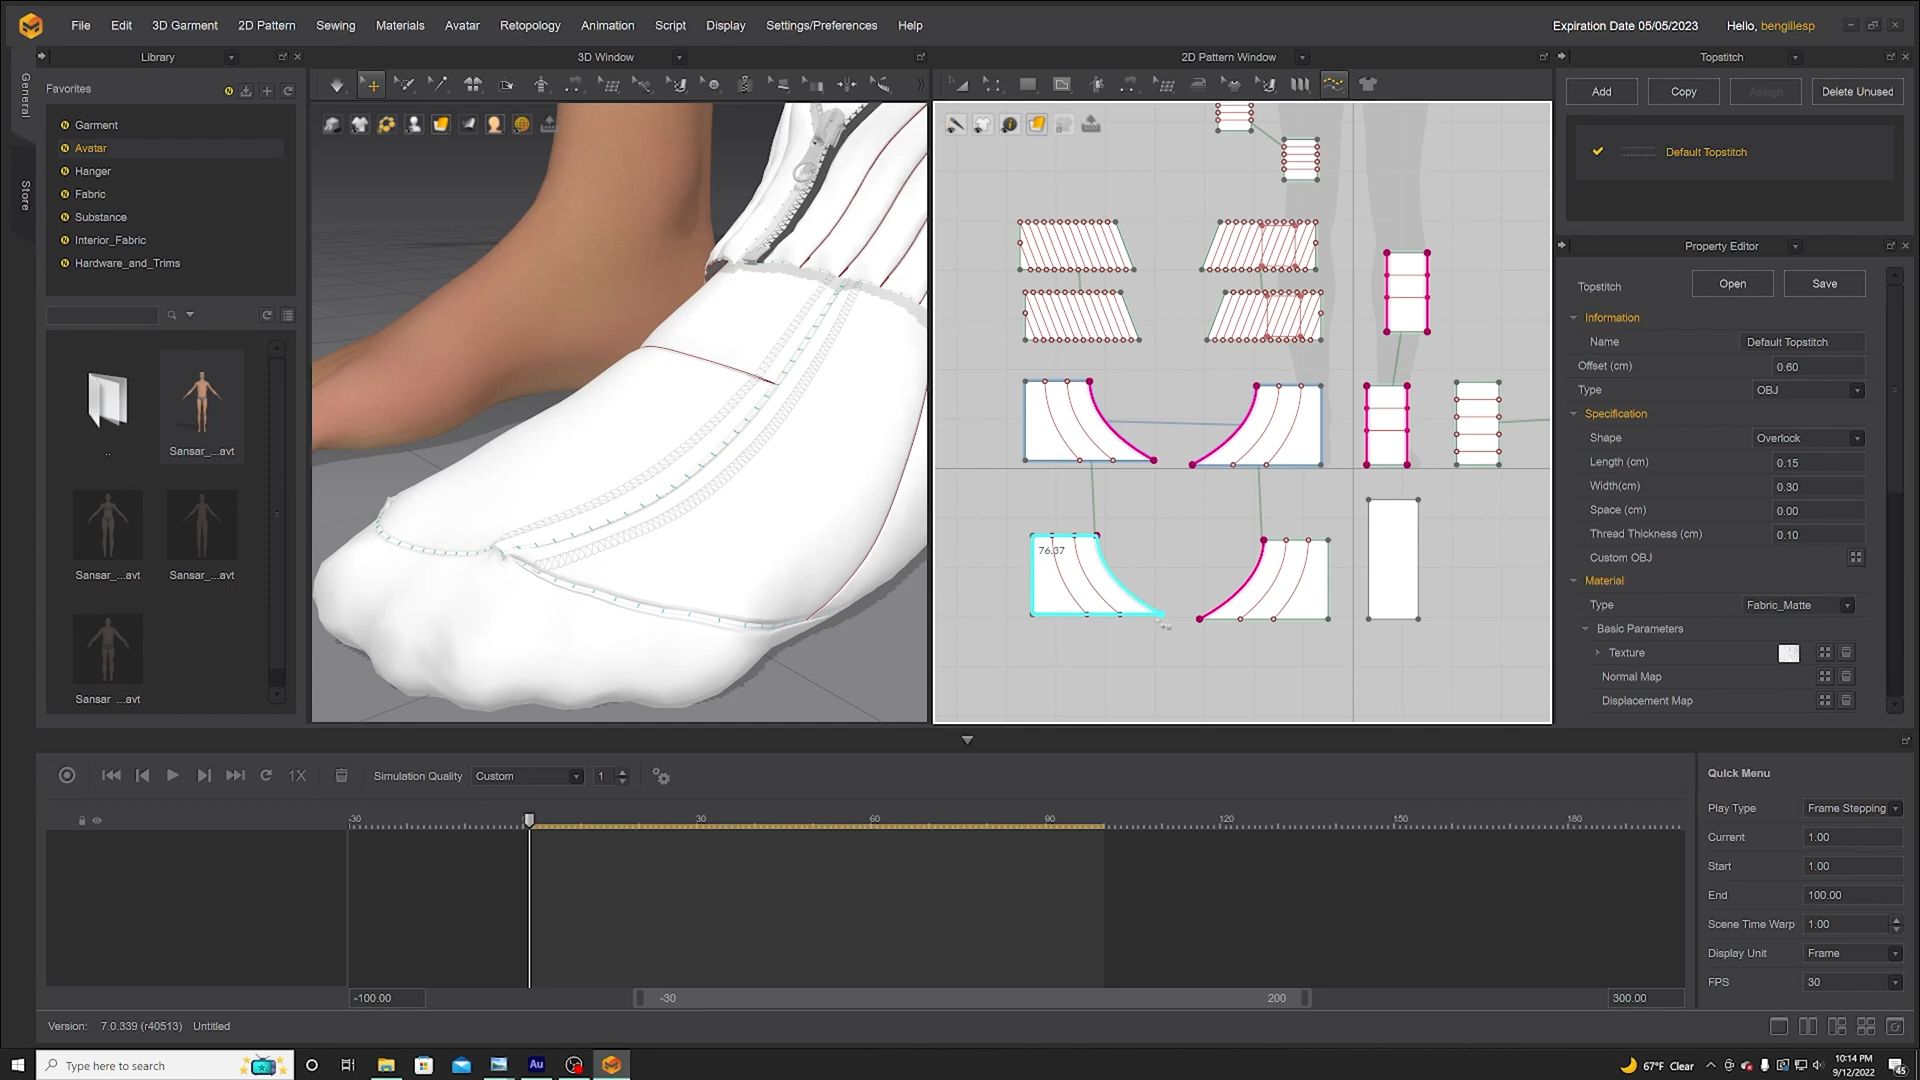 File Edit 3D Garment 2D Pattern Sewing Materials Avatar Retopology Animation Script Display Settings/Preferences Help
Expiration Date 05/05/2023 Hello, bengillesp
Library
3D Window
2D Pattern Window
Topstitch
General
Store
Favorites
Garment
Avatar
Hanger
Fabric
Substance
Interior_Fabric
Hardware_and_Trims
..
Sansar_...avt
Sansar_...avt
Sansar_...avt
Sansar_...avt
76.37
Add Copy Assign Delete Unused
Default Topstitch
Property Editor
Topstitch Open Save
Information
Name Default Topstitch
Offset (cm) 0.60
Type OBJ
Specification
Shape Overlock
Length (cm) 0.15
Width(cm) 0.30
Space (cm) 0.00
Thread Thickness (cm) 0.10
Custom OBJ
Material
Type Fabric_Matte
Basic Parameters
Texture
Normal Map
Displacement Map
1X Simulation Quality Custom 1
-30 30 60 90 120 150 180
-100.00 -30 200 300.00
Quick Menu
Play Type Frame Stepping
Current 1.00
Start 1.00
End 100.00
Scene Time Warp 1.00
Display Unit Frame
FPS 30
Version: 7.0.339 (r40513) Untitled
Type here to search
Au
67°F Clear
10:14 PM
9/12/2022
45